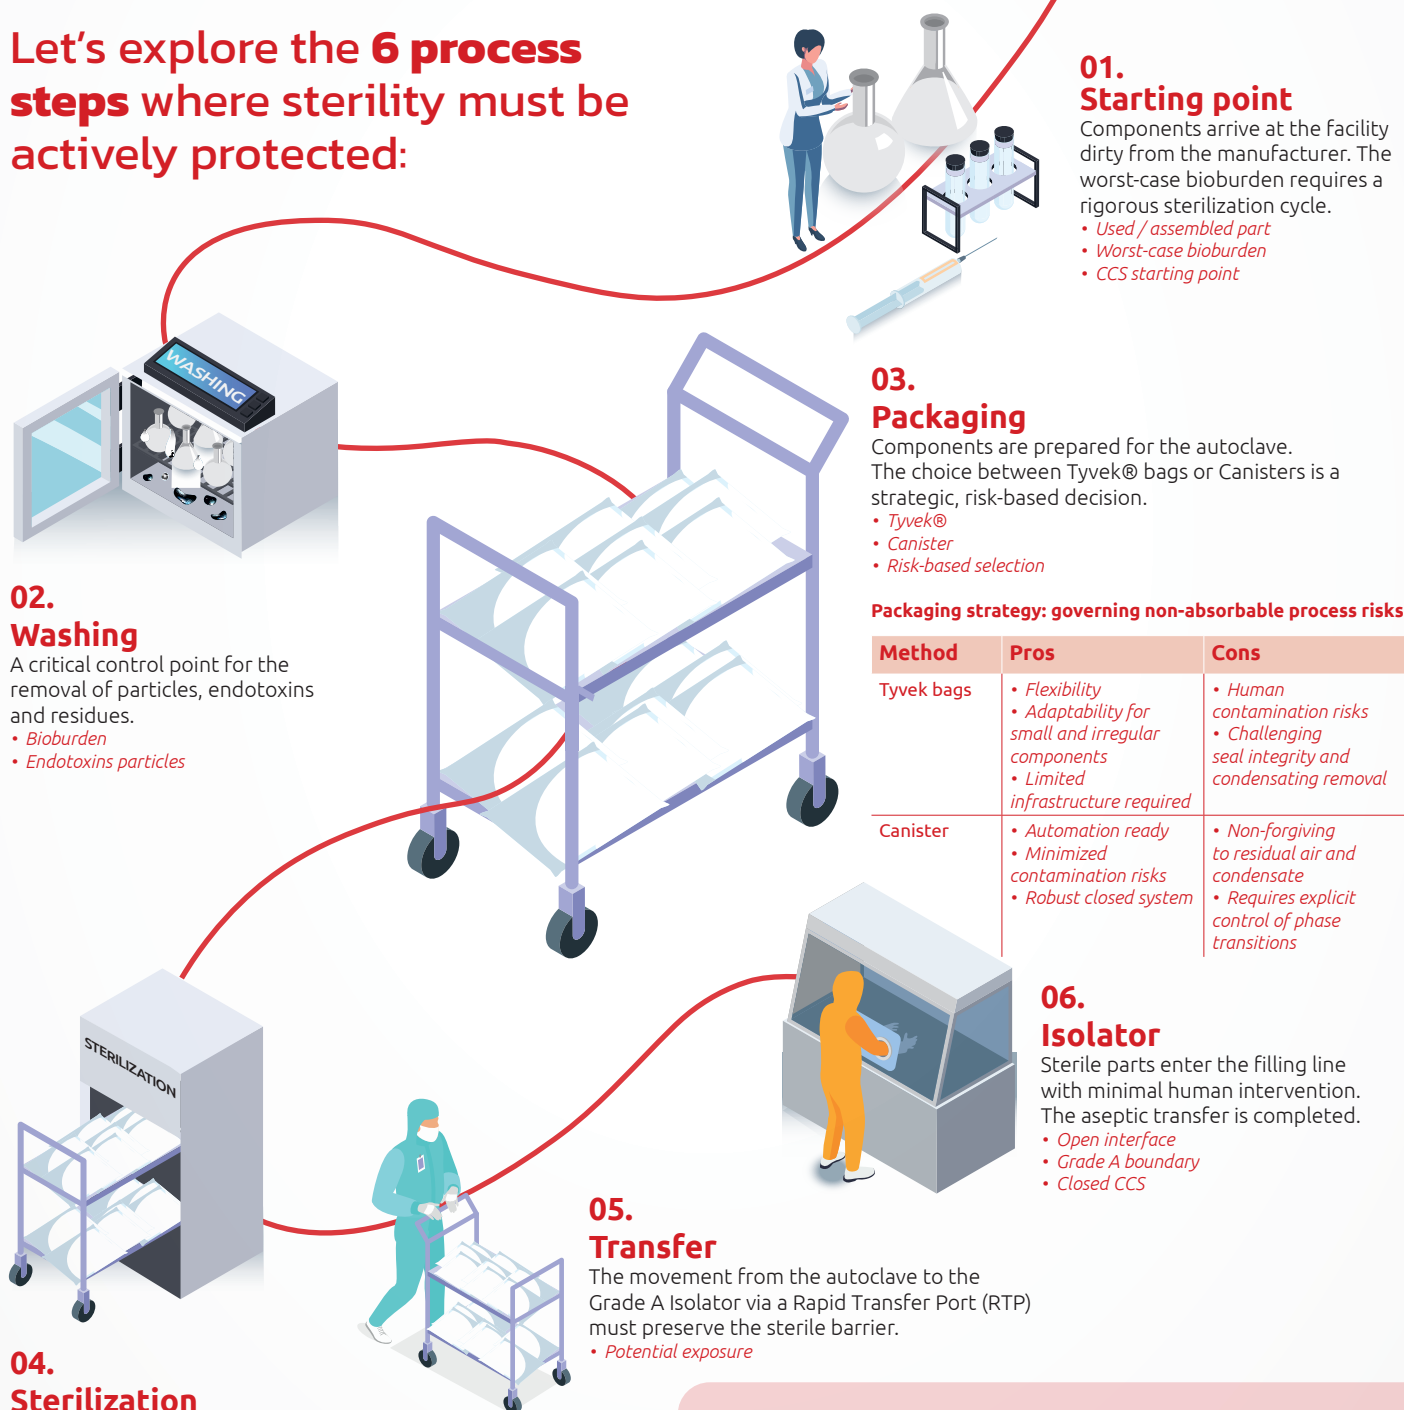 Let's explore the 6 process
steps where sterility must be
actively protected:
01.
Starting point
Components arrive at the facility
dirty from the manufacturer. The
worst-case bioburden requires a
rigorous sterilization cycle.
• Used / assembled part
• Worst-case bioburden
• CCS starting point
WASHING
02.
Washing
A critical control point for the
removal of particles, endotoxins
and residues.
• Bioburden
• Endotoxins particles
03.
Packaging
Components are prepared for the autoclave.
The choice between Tyvek® bags or Canisters is a
strategic, risk-based decision.
• Tyvek®
• Canister
• Risk-based selection
Packaging strategy: governing non-absorbable process risks
Method Pros Cons
Tyvek bags
• Flexibility
• Adaptability for
small and irregular
components
• Limited
infrastructure required
• Human
contamination risks
• Challenging
seal integrity and
condensating removal
Canister
• Automation ready
• Minimized
contamination risks
• Robust closed system
• Non-forgiving
to residual air and
condensate
• Requires explicit
control of phase
transitions
STERILIZATION
04.
Sterilization
05.
Transfer
The movement from the autoclave to the
Grade A Isolator via a Rapid Transfer Port (RTP)
must preserve the sterile barrier.
• Potential exposure
06.
Isolator
Sterile parts enter the filling line
with minimal human intervention.
The aseptic transfer is completed.
• Open interface
• Grade A boundary
• Closed CCS